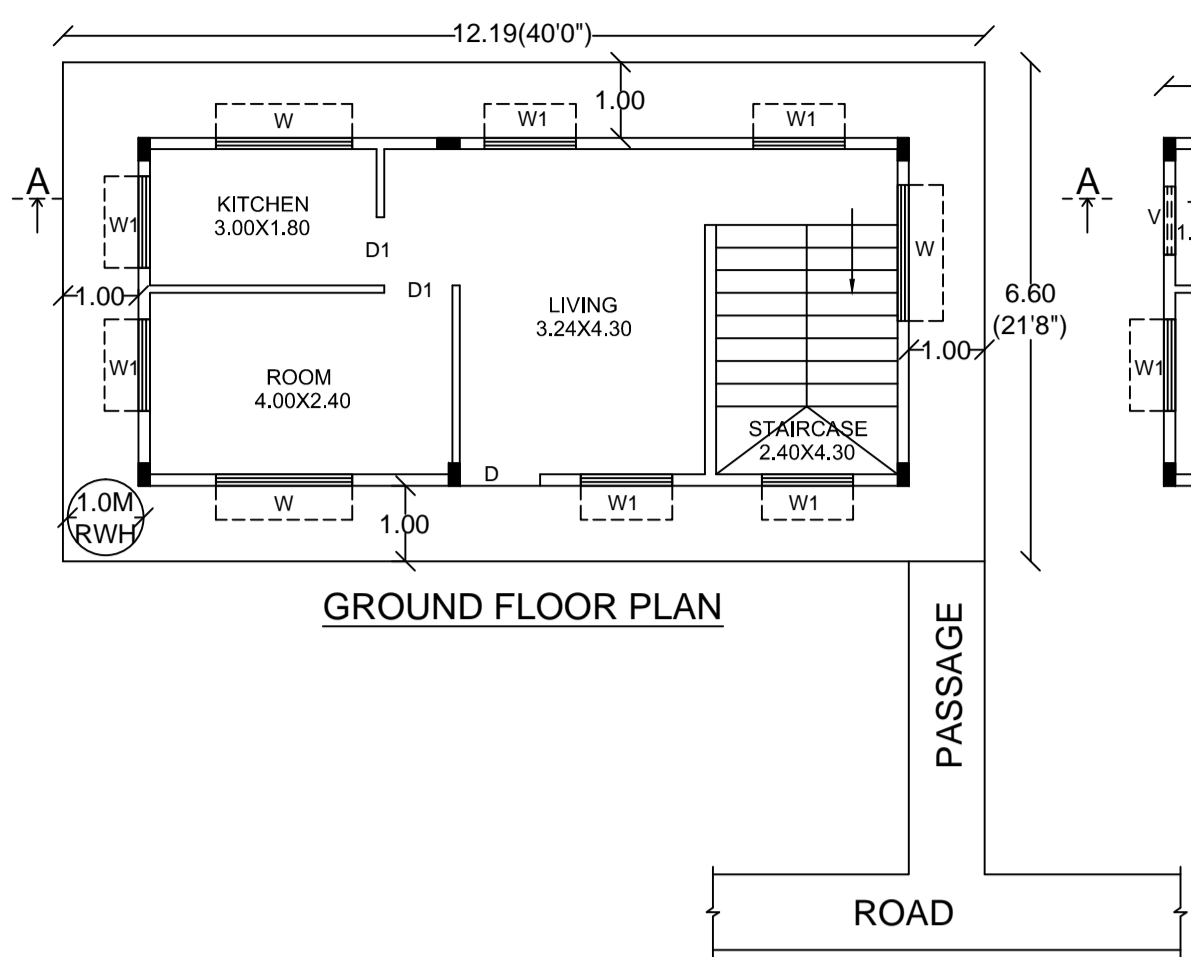 12.19(40'0")
1.00
W
W1
W1
A
A
KITCHEN
3.00X1.80
W1
V
1.
D1
W
1.00
D1
LIVING
3.24X4.30
6.60
(21'8")
1.00
W1
ROOM
4.00X2.40
W1
STAIRCASE
2.40X4.30
D
1.0M
RWH
W
1.00
W1
W1
GROUND FLOOR PLAN
PASSAGE
ROAD